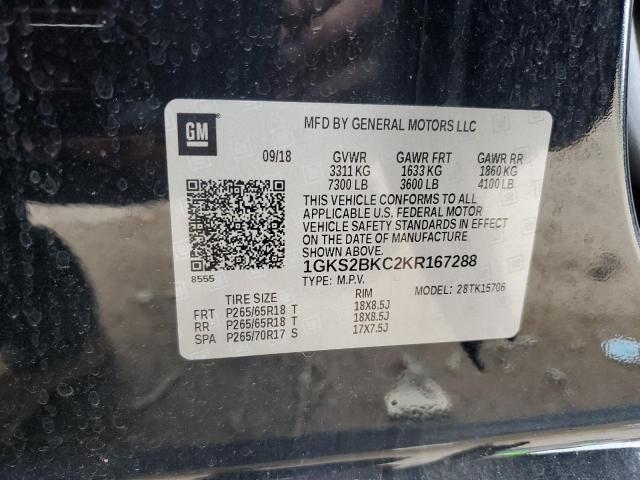 GM
MFD BY GENERAL MOTORS LLC
09/18 GVWR GAWR FRT GAWR RR
3311 KG 1633 KG 1860 KG
7300 LB 3600 LB 4100 LB
THIS VEHICLE CONFORMS TO ALL
APPLICABLE U.S. FEDERAL MOTOR
VEHICLE SAFETY STANDARDS IN EFFECT
ON THE DATE OF MANUFACTURE
1GKS2BKC2KR167288
8555
TYPE: M.P.V. MODEL: 28TK15706
TIRE SIZE RIM
FRT P265/65R18 T 18X8.5J
RR P265/65R18 T 18X8.5J
SPA P265/70R17 S 17X7.5J